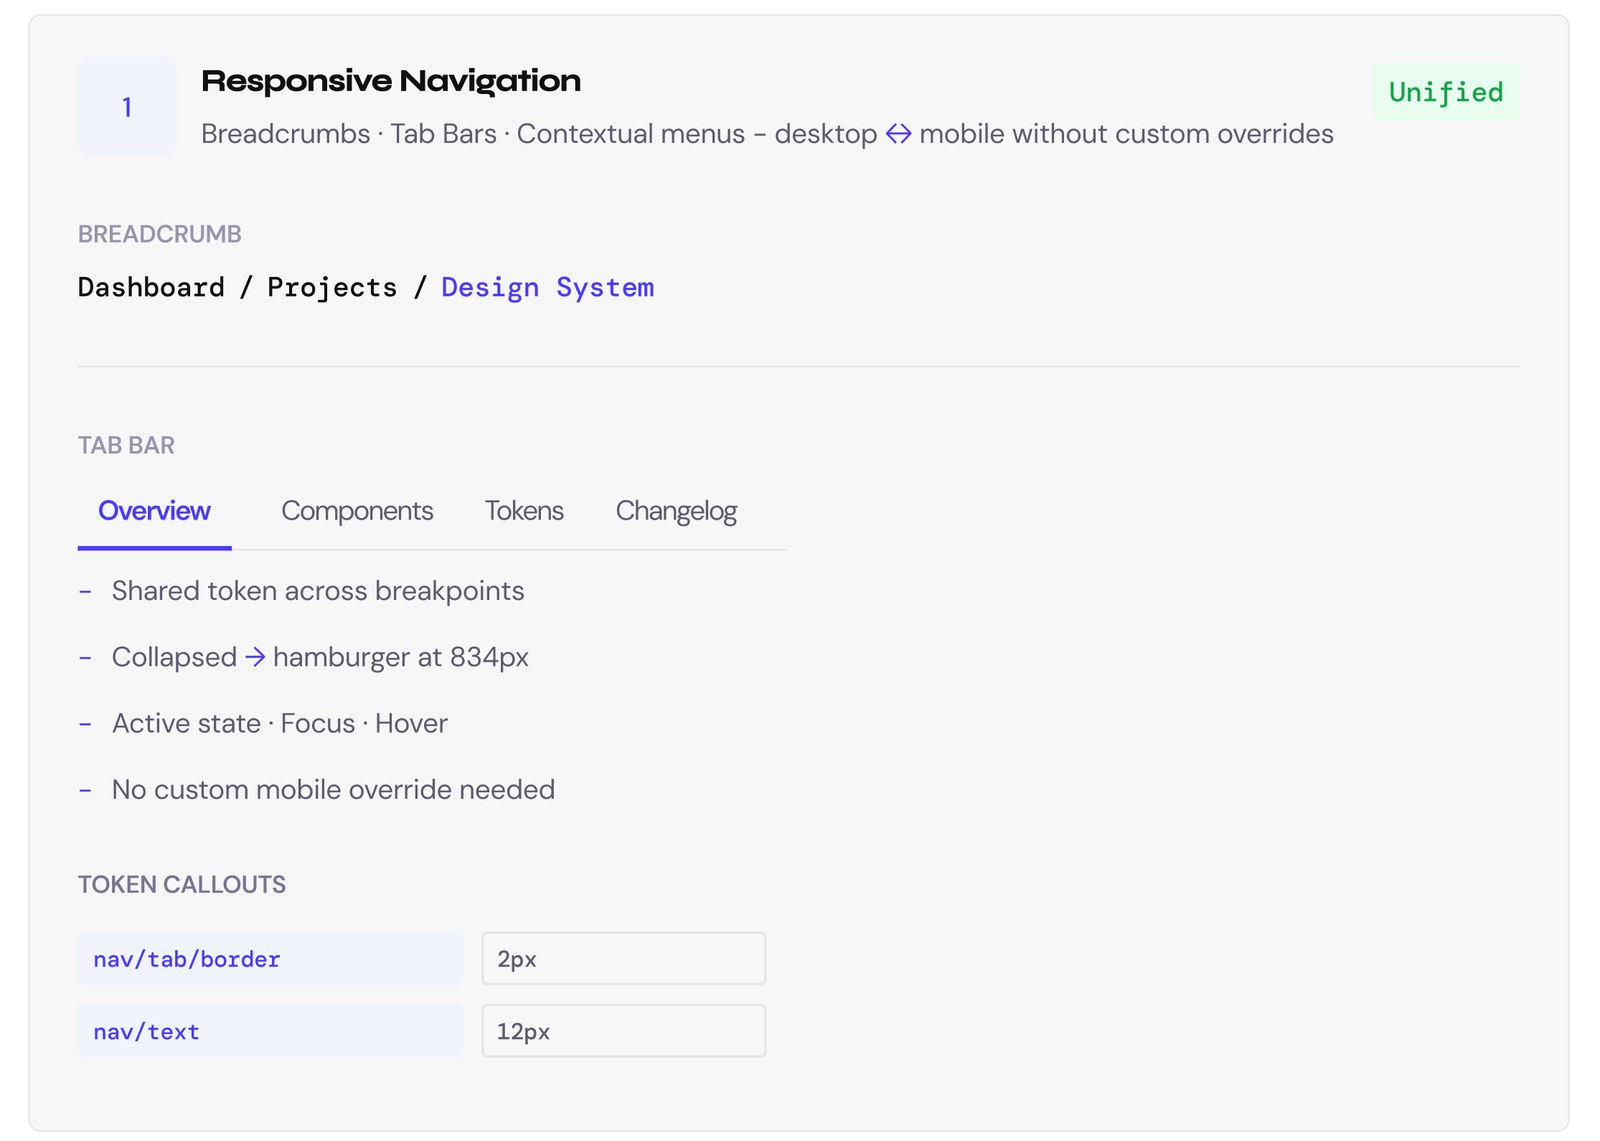 1
Responsive Navigation
Unified
Breadcrumbs · Tab Bars · Contextual menus – desktop ↔ mobile without custom overrides
BREADCRUMB
Dashboard / Projects / Design System
TAB BAR
Overview Components Tokens Changelog
– Shared token across breakpoints
– Collapsed → hamburger at 834px
– Active state · Focus · Hover
– No custom mobile override needed
TOKEN CALLOUTS
nav/tab/border 2px
nav/text 12px